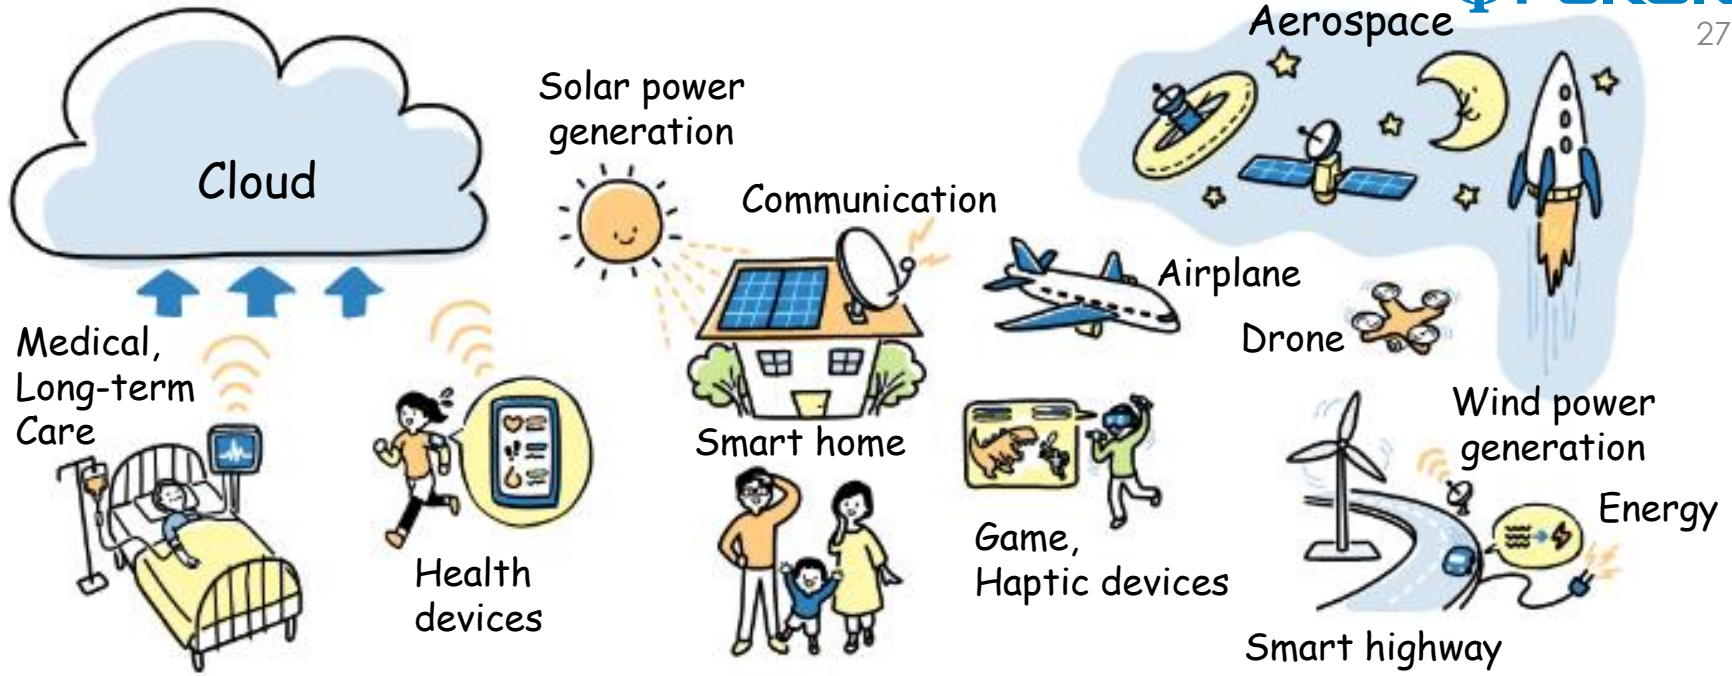 Aerospace
27
Solar power
generation
Cloud
Communication
Airplane
Drone
Medical,
Long-term
Care
Smart home
Wind power
generation
Energy
Health
devices
Game,
Haptic devices
Smart highway